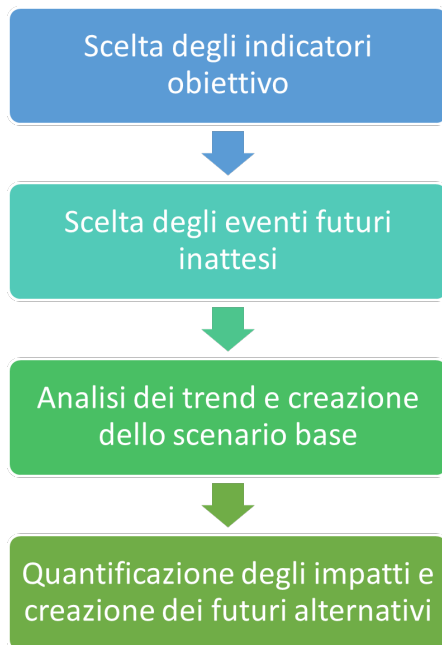 Scelta degli indicatori
obiettivo
Scelta degli eventi futuri
inattesi
Analisi dei trend e creazione
dello scenario base
Quantificazione degli impatti e
creazione dei futuri alternativi